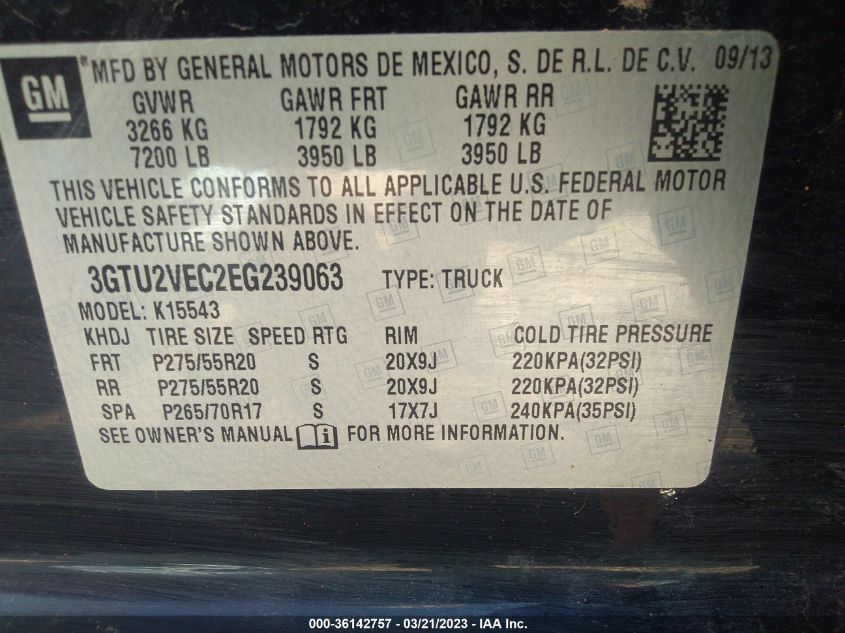 GM
MFD BY GENERAL MOTORS DE MEXICO, S. DE R.L. DE C.V. 09/13
GVWR GAWR FRT GAWR RR
3266 KG 1792 KG 1792 KG
7200 LB 3950 LB 3950 LB
THIS VEHICLE CONFORMS TO ALL APPLICABLE U.S. FEDERAL MOTOR
VEHICLE SAFETY STANDARDS IN EFFECT ON THE DATE OF
MANUFACTURE SHOWN ABOVE.
3GTU2VEC2EG239063 TYPE: TRUCK
MODEL: K15543
KHDJ TIRE SIZE SPEED RTG RIM COLD TIRE PRESSURE
FRT P275/55R20 S 20X9J 220KPA(32PSI)
RR P275/55R20 S 20X9J 220KPA(32PSI)
SPA P265/70R17 S 17X7J 240KPA(35PSI)
SEE OWNER'S MANUAL FOR MORE INFORMATION.
000-36142757 - 03/21/2023 - IAA Inc.